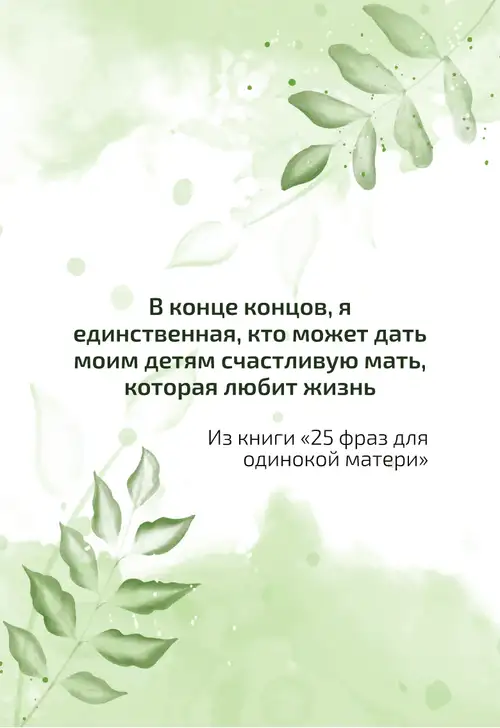 В конце концов, я
единственная, кто может дать
моим детям счастливую мать,
которая любит жизнь
Из книги «25 фраз для
одинокой матери»